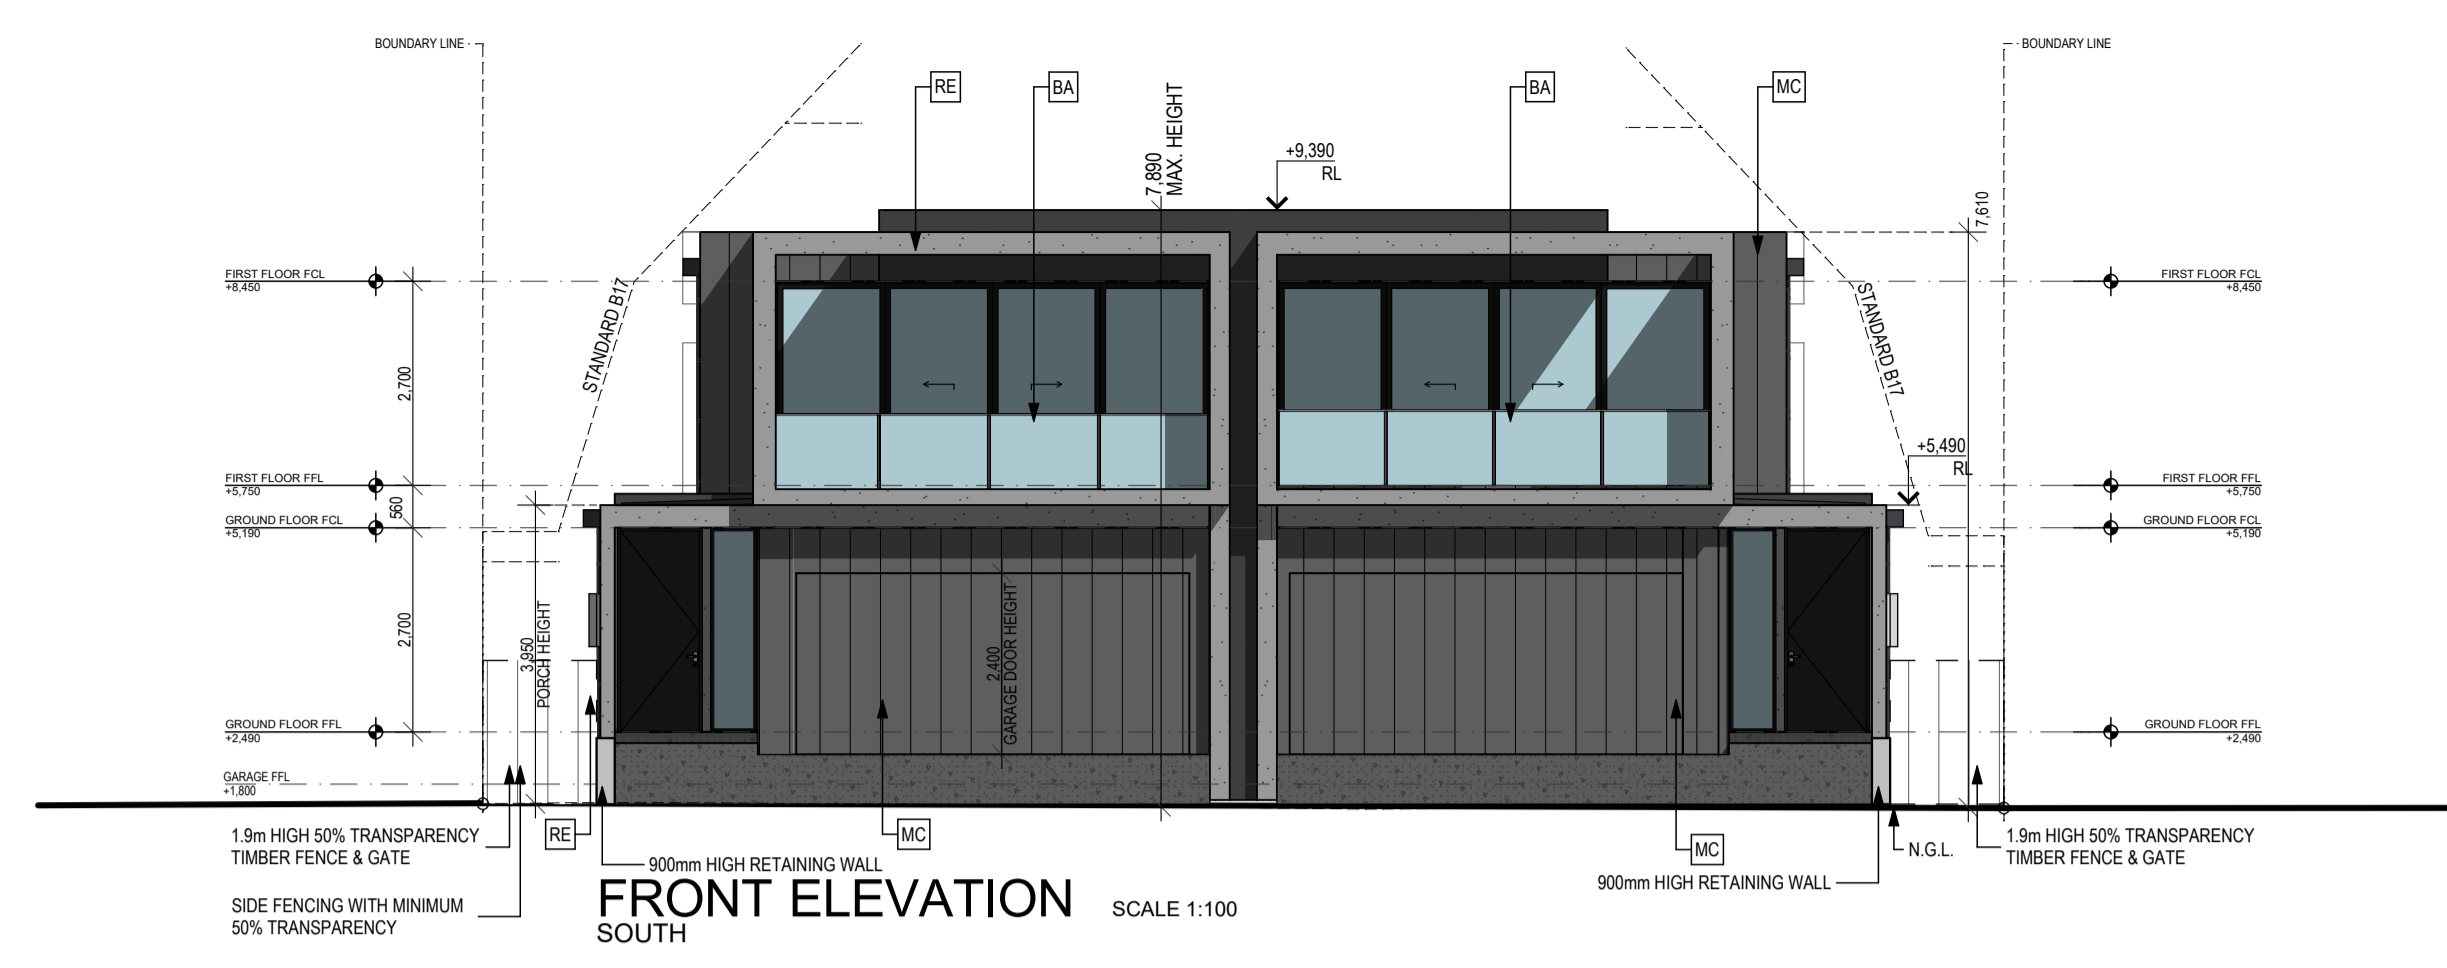 BOUNDARY LINE
BOUNDARY LINE
RE
BA
BA
MC
7,890
MAX. HEIGHT
+9,390
RL
7,610
FIRST FLOOR FCL
+8,450
FIRST FLOOR FCL
+8,450
STANDARD B17
STANDARD B17
2,700
+5,490
RL
FIRST FLOOR FFL
+5,750
FIRST FLOOR FFL
+5,750
560
GROUND FLOOR FCL
+5,190
GROUND FLOOR FCL
+5,190
2,700
3,950
PORCH HEIGHT
2,400
GARAGE DOOR HEIGHT
GROUND FLOOR FFL
+2,490
GROUND FLOOR FFL
+2,490
GARAGE FFL
+1,800
1.9m HIGH 50% TRANSPARENCY
TIMBER FENCE & GATE
RE
MC
MC
N.G.L.
1.9m HIGH 50% TRANSPARENCY
TIMBER FENCE & GATE
900mm HIGH RETAINING WALL
900mm HIGH RETAINING WALL
SIDE FENCING WITH MINIMUM
50% TRANSPARENCY
FRONT ELEVATION
SCALE 1:100
SOUTH